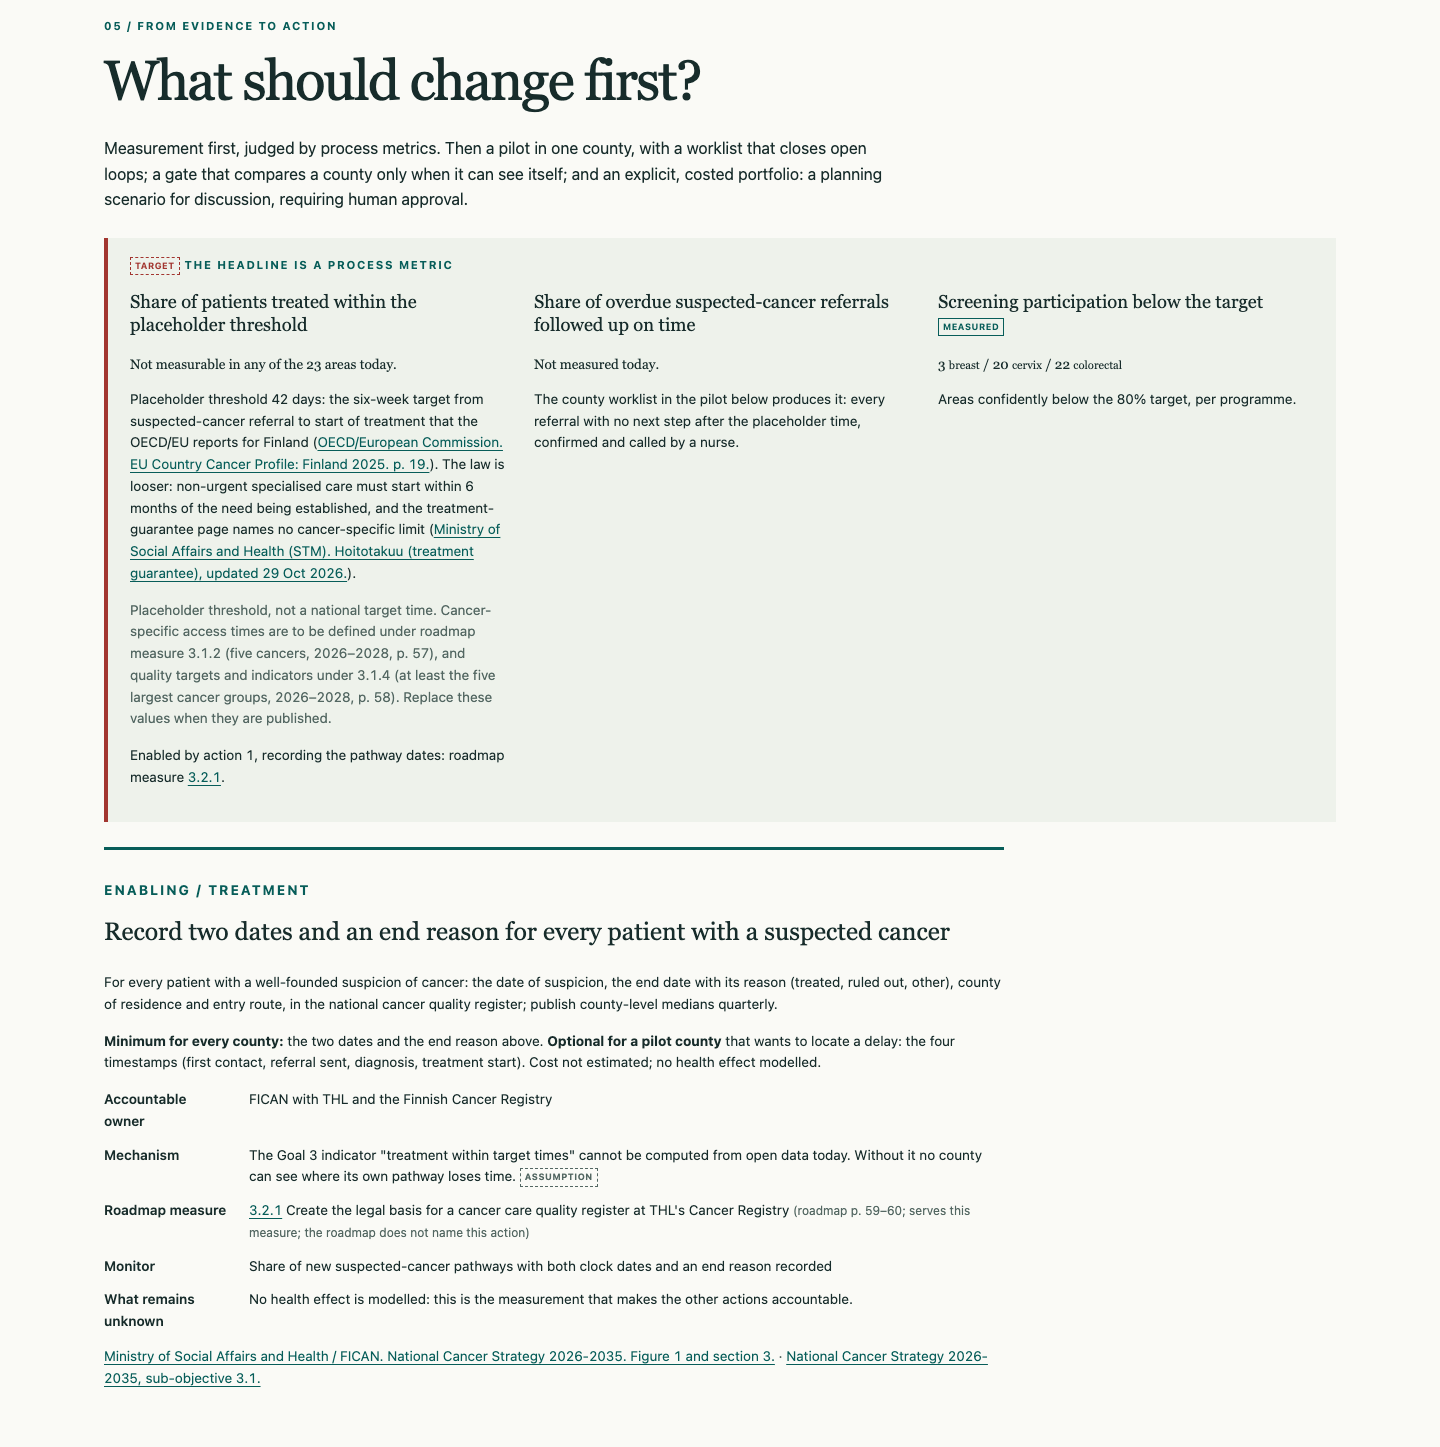 05 / FROM EVIDENCE TO ACTION
What should change first?
Measurement first, judged by process metrics. Then a pilot in one county, with a worklist that closes open
loops; a gate that compares a county only when it can see itself; and an explicit, costed portfolio: a planning
scenario for discussion, requiring human approval.
TARGET THE HEADLINE IS A PROCESS METRIC
Share of patients treated within the
placeholder threshold
Not measurable in any of the 23 areas today.
Placeholder threshold 42 days: the six-week target from
suspected-cancer referral to start of treatment that the
OECD/EU reports for Finland (OECD/European Commission.
EU Country Cancer Profile: Finland 2025. p. 19.). The law is
looser: non-urgent specialised care must start within 6
months of the need being established, and the treatment-
guarantee page names no cancer-specific limit (Ministry of
Social Affairs and Health (STM). Hoitotakuu (treatment
guarantee), updated 29 Oct 2026.).
Placeholder threshold, not a national target time. Cancer-
specific access times are to be defined under roadmap
measure 3.1.2 (five cancers, 2026–2028, p. 57), and
quality targets and indicators under 3.1.4 (at least the five
largest cancer groups, 2026–2028, p. 58). Replace these
values when they are published.
Enabled by action 1, recording the pathway dates: roadmap
measure 3.2.1.
Share of overdue suspected-cancer referrals
followed up on time
Not measured today.
The county worklist in the pilot below produces it: every
referral with no next step after the placeholder time,
confirmed and called by a nurse.
Screening participation below the target
MEASURED
3 breast / 20 cervix / 22 colorectal
Areas confidently below the 80% target, per programme.
ENABLING / TREATMENT
Record two dates and an end reason for every patient with a suspected cancer
For every patient with a well-founded suspicion of cancer: the date of suspicion, the end date with its reason (treated, ruled out, other), county
of residence and entry route, in the national cancer quality register; publish county-level medians quarterly.
Minimum for every county: the two dates and the end reason above. Optional for a pilot county that wants to locate a delay: the four
timestamps (first contact, referral sent, diagnosis, treatment start). Cost not estimated; no health effect modelled.
Accountable
owner
FICAN with THL and the Finnish Cancer Registry
Mechanism
The Goal 3 indicator "treatment within target times" cannot be computed from open data today. Without it no county
can see where its own pathway loses time. ASSUMPTION
Roadmap measure
3.2.1 Create the legal basis for a cancer care quality register at THL's Cancer Registry (roadmap p. 59–60; serves this
measure; the roadmap does not name this action)
Monitor
Share of new suspected-cancer pathways with both clock dates and an end reason recorded
What remains
unknown
No health effect is modelled: this is the measurement that makes the other actions accountable.
Ministry of Social Affairs and Health / FICAN. National Cancer Strategy 2026-2035. Figure 1 and section 3. · National Cancer Strategy 2026-
2035, sub-objective 3.1.